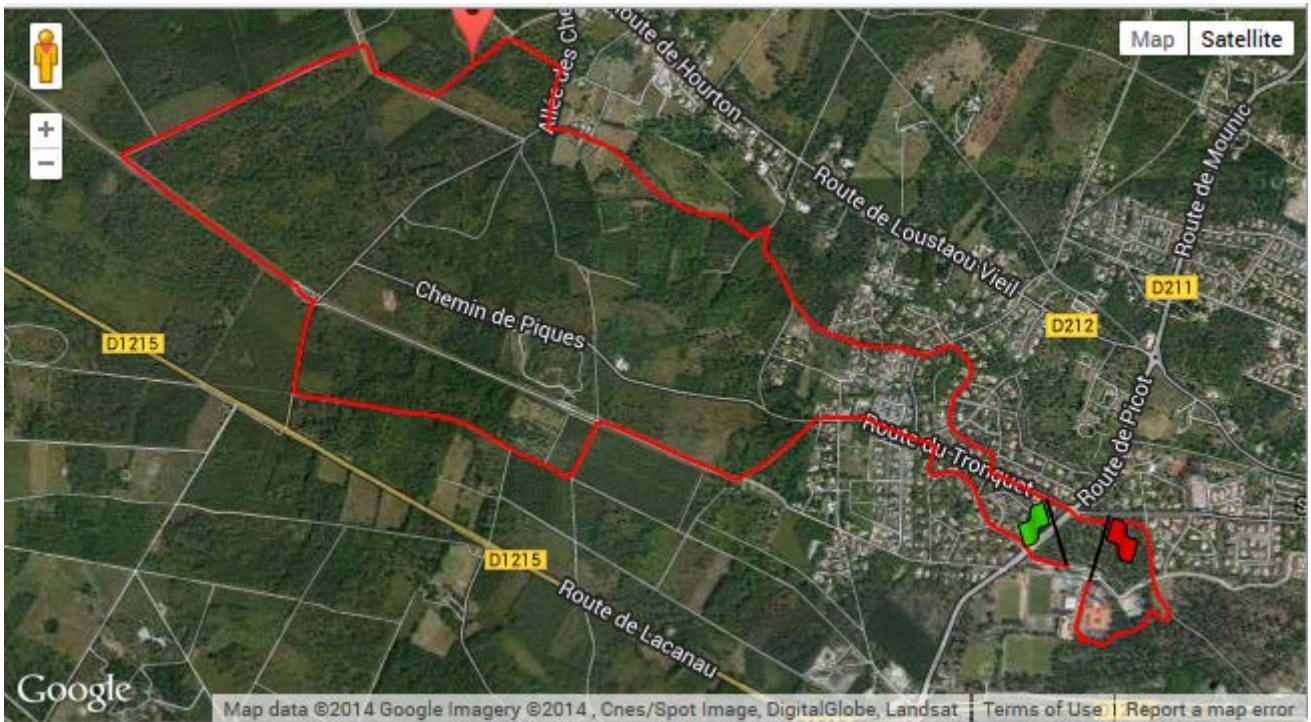 Map
Satellite
+
−
Route de Hourton
Allée des Che
Route de Mounic
Route de Loustaou Vieil
D211
Chemin de Piques
D212
D1215
Route de Picot
Route du Tronquet
D1215
Route de Lacanau
Google
Map data ©2014 Google Imagery ©2014 , Cnes/Spot Image, DigitalGlobe, Landsat
Terms of Use
Report a map error